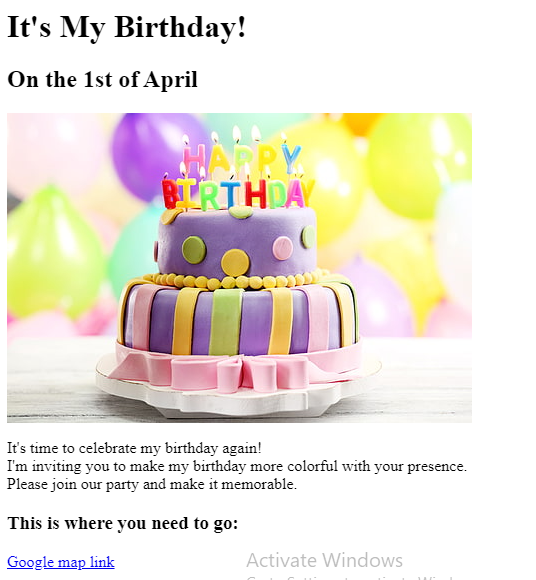 It's My Birthday!
On the 1st of April
HAPPY
BIRTHDAY
It's time to celebrate my birthday again!
I'm inviting you to make my birthday more colorful with your presence.
Please join our party and make it memorable.
This is where you need to go:
Google map link
Activate Windows